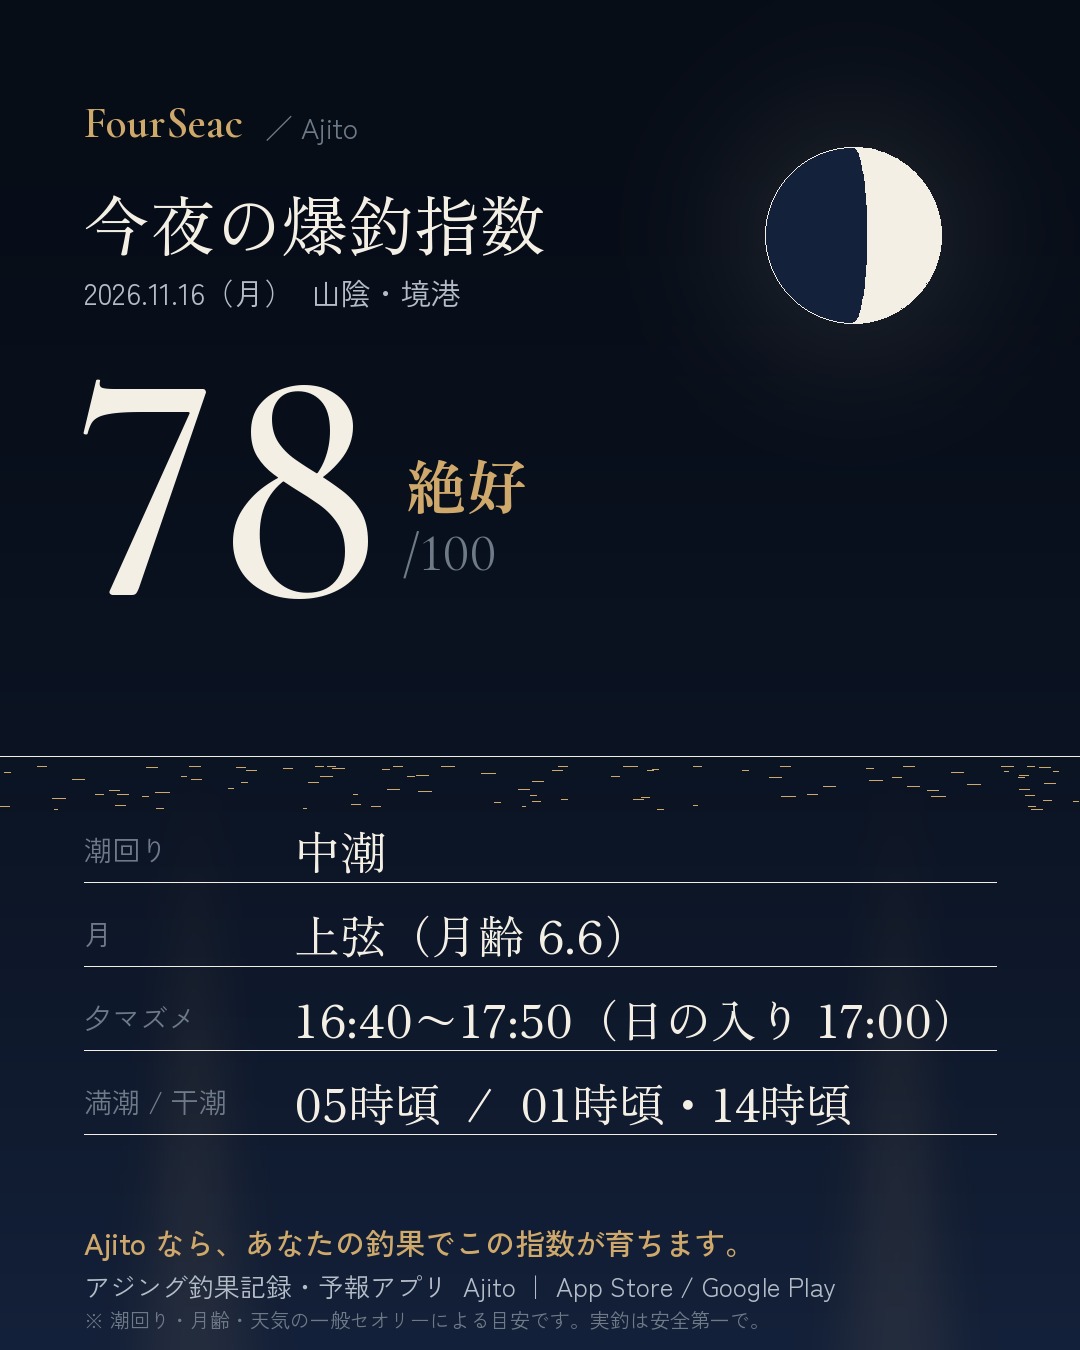 FourSeac ／ Ajito
今夜の爆釣指数
2026.11.16（月） 山陰・境港
78 絶好
/100
潮回り 中潮
月 上弦（月齢 6.6）
夕マズメ 16:40〜17:50（日の入り 17:00）
満潮 / 干潮 05時頃 ／ 01時頃・14時頃
Ajito なら、あなたの釣果でこの指数が育ちます。
アジング釣果記録・予報アプリ Ajito ｜ App Store / Google Play
※ 潮回り・月齢・天気の一般セオリーによる目安です。実釣は安全第一で。